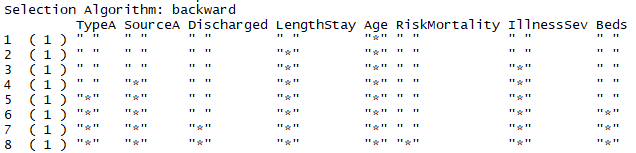 Selection Algorithm: backward
TypeA SourceA Discharged LengthStay Age RiskMortality IllnessSev Beds
1 ( 1 ) " " " " " " " " "*" " " " " " "
2 ( 1 ) " " " " " " "*" "*" " " " " " "
3 ( 1 ) " " " " " " "*" "*" " " "*" " "
4 ( 1 ) " " "*" " " "*" "*" " " "*" " "
5 ( 1 ) "*" "*" " " "*" "*" " " "*" " "
6 ( 1 ) "*" "*" " " "*" "*" " " "*" "*"
7 ( 1 ) "*" "*" "*" "*" "*" " " "*" "*"
8 ( 1 ) "*" "*" "*" "*" "*" "*" "*" "*"